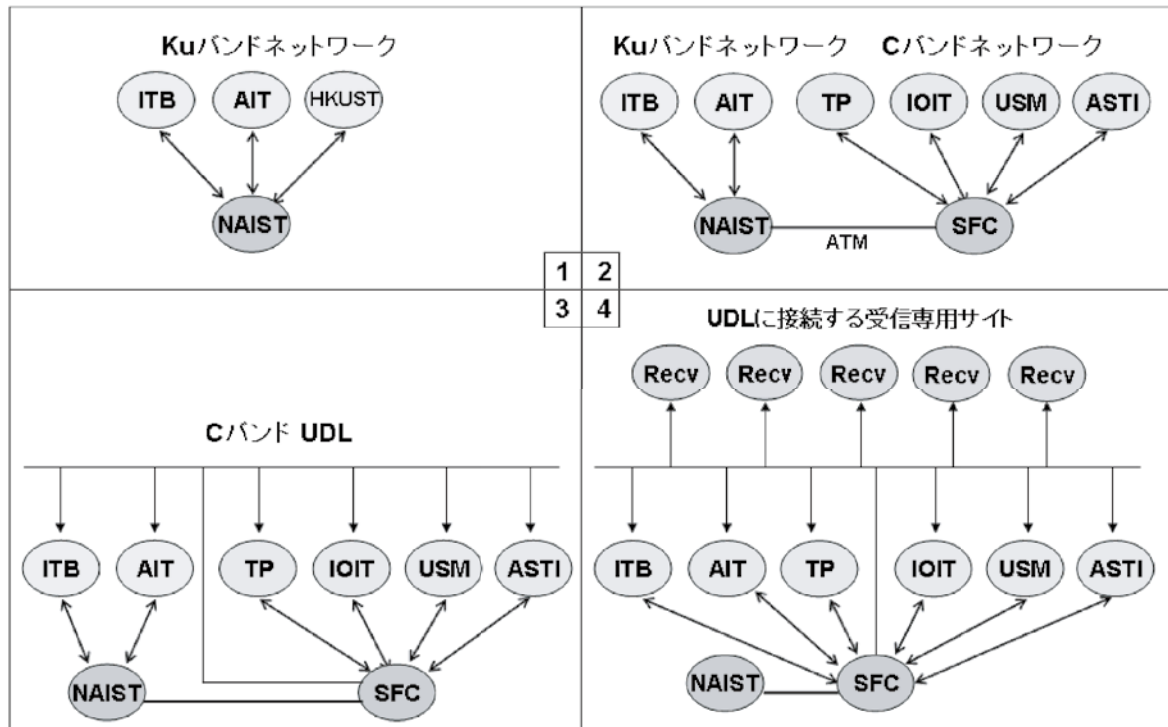 Kuバンドネットワーク
ITB AIT HKUST
NAIST
1
Kuバンドネットワーク Cバンドネットワーク
ITB AIT TP IOIT USM ASTI
NAIST SFC
ATM
2
3
Cバンド UDL
ITB AIT TP IOIT USM ASTI
NAIST SFC
4
UDLに接続する受信専用サイト
Recv Recv Recv Recv Recv
ITB AIT TP IOIT USM ASTI
NAIST SFC